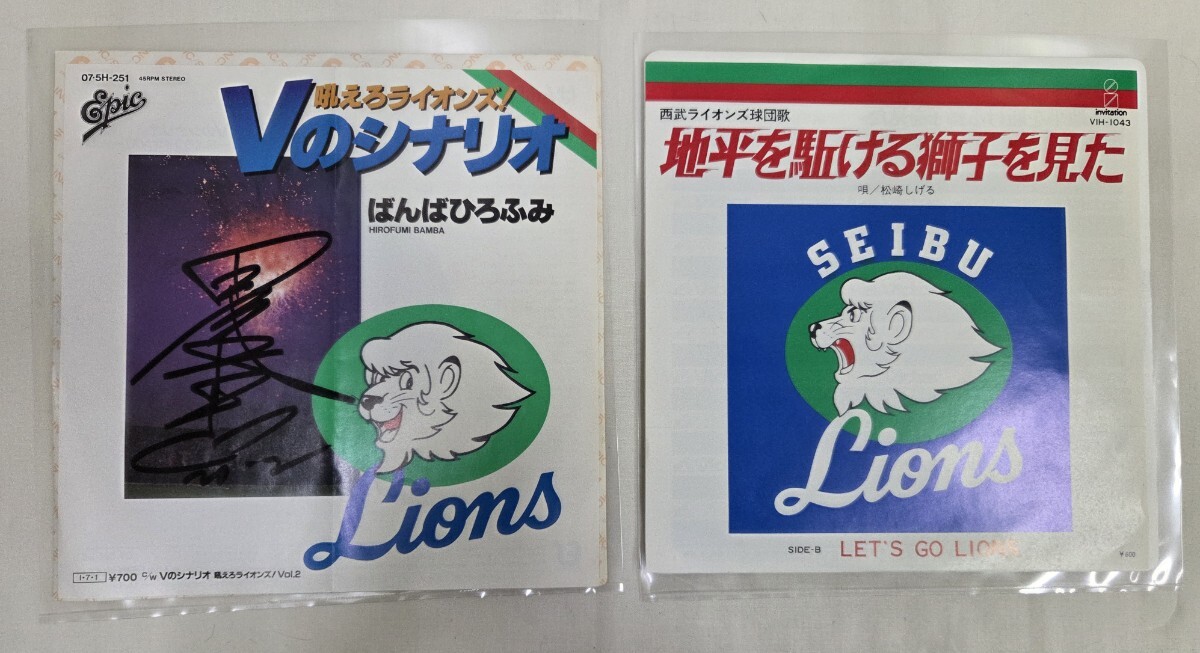 07·5H-251 45RPM STEREO
Epic
吼えろライオンズ!
Vのシナリオ
ばんばひろふみ
HIROFUMI BAMBA
Lions
I·7·1 ¥700 C/W Vのシナリオ 吼えろライオンズ! Vol.2
invitation
VIH-1043
西武ライオンズ球団歌
地平を駈ける獅子を見た
唄/松崎しげる
SEIBU
Lions
SIDE-B LET'S GO LIONS
¥600